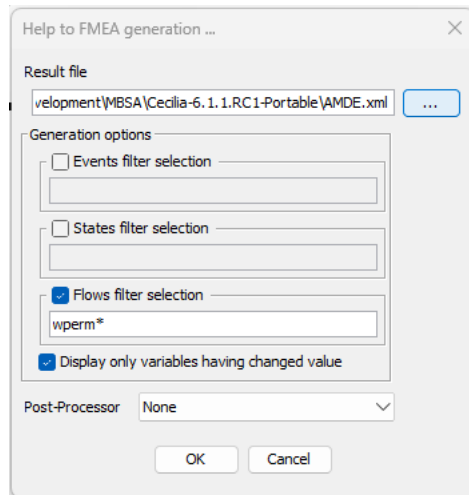 Help to FMEA generation ...
Result file
velopment\MBSA\Cecilia-6.1.1.RC1-Portable\AMDE.xml ...
Generation options
Events filter selection
States filter selection
Flows filter selection
wperm*
Display only variables having changed value
Post-Processor None
OK Cancel